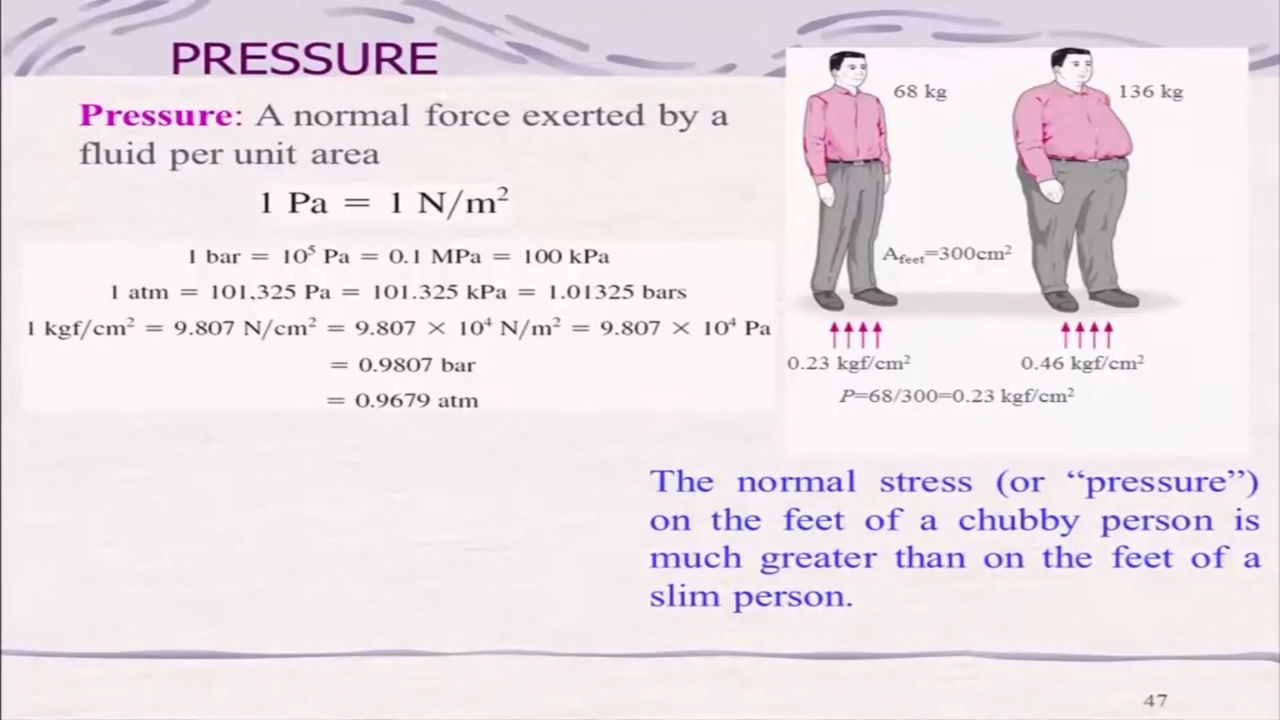 PRESSURE
Pressure: A normal force exerted by a
fluid per unit area
1 Pa = 1 N/m²
1 bar = 10⁵ Pa = 0.1 MPa = 100 kPa
1 atm = 101,325 Pa = 101.325 kPa = 1.01325 bars
1 kgf/cm² = 9.807 N/cm² = 9.807 × 10⁴ N/m² = 9.807 × 10⁴ Pa
= 0.9807 bar
= 0.9679 atm
68 kg
136 kg
A_feet=300cm²
0.23 kgf/cm²
0.46 kgf/cm²
P=68/300=0.23 kgf/cm²
The normal stress (or “pressure”)
on the feet of a chubby person is
much greater than on the feet of a
slim person.
47